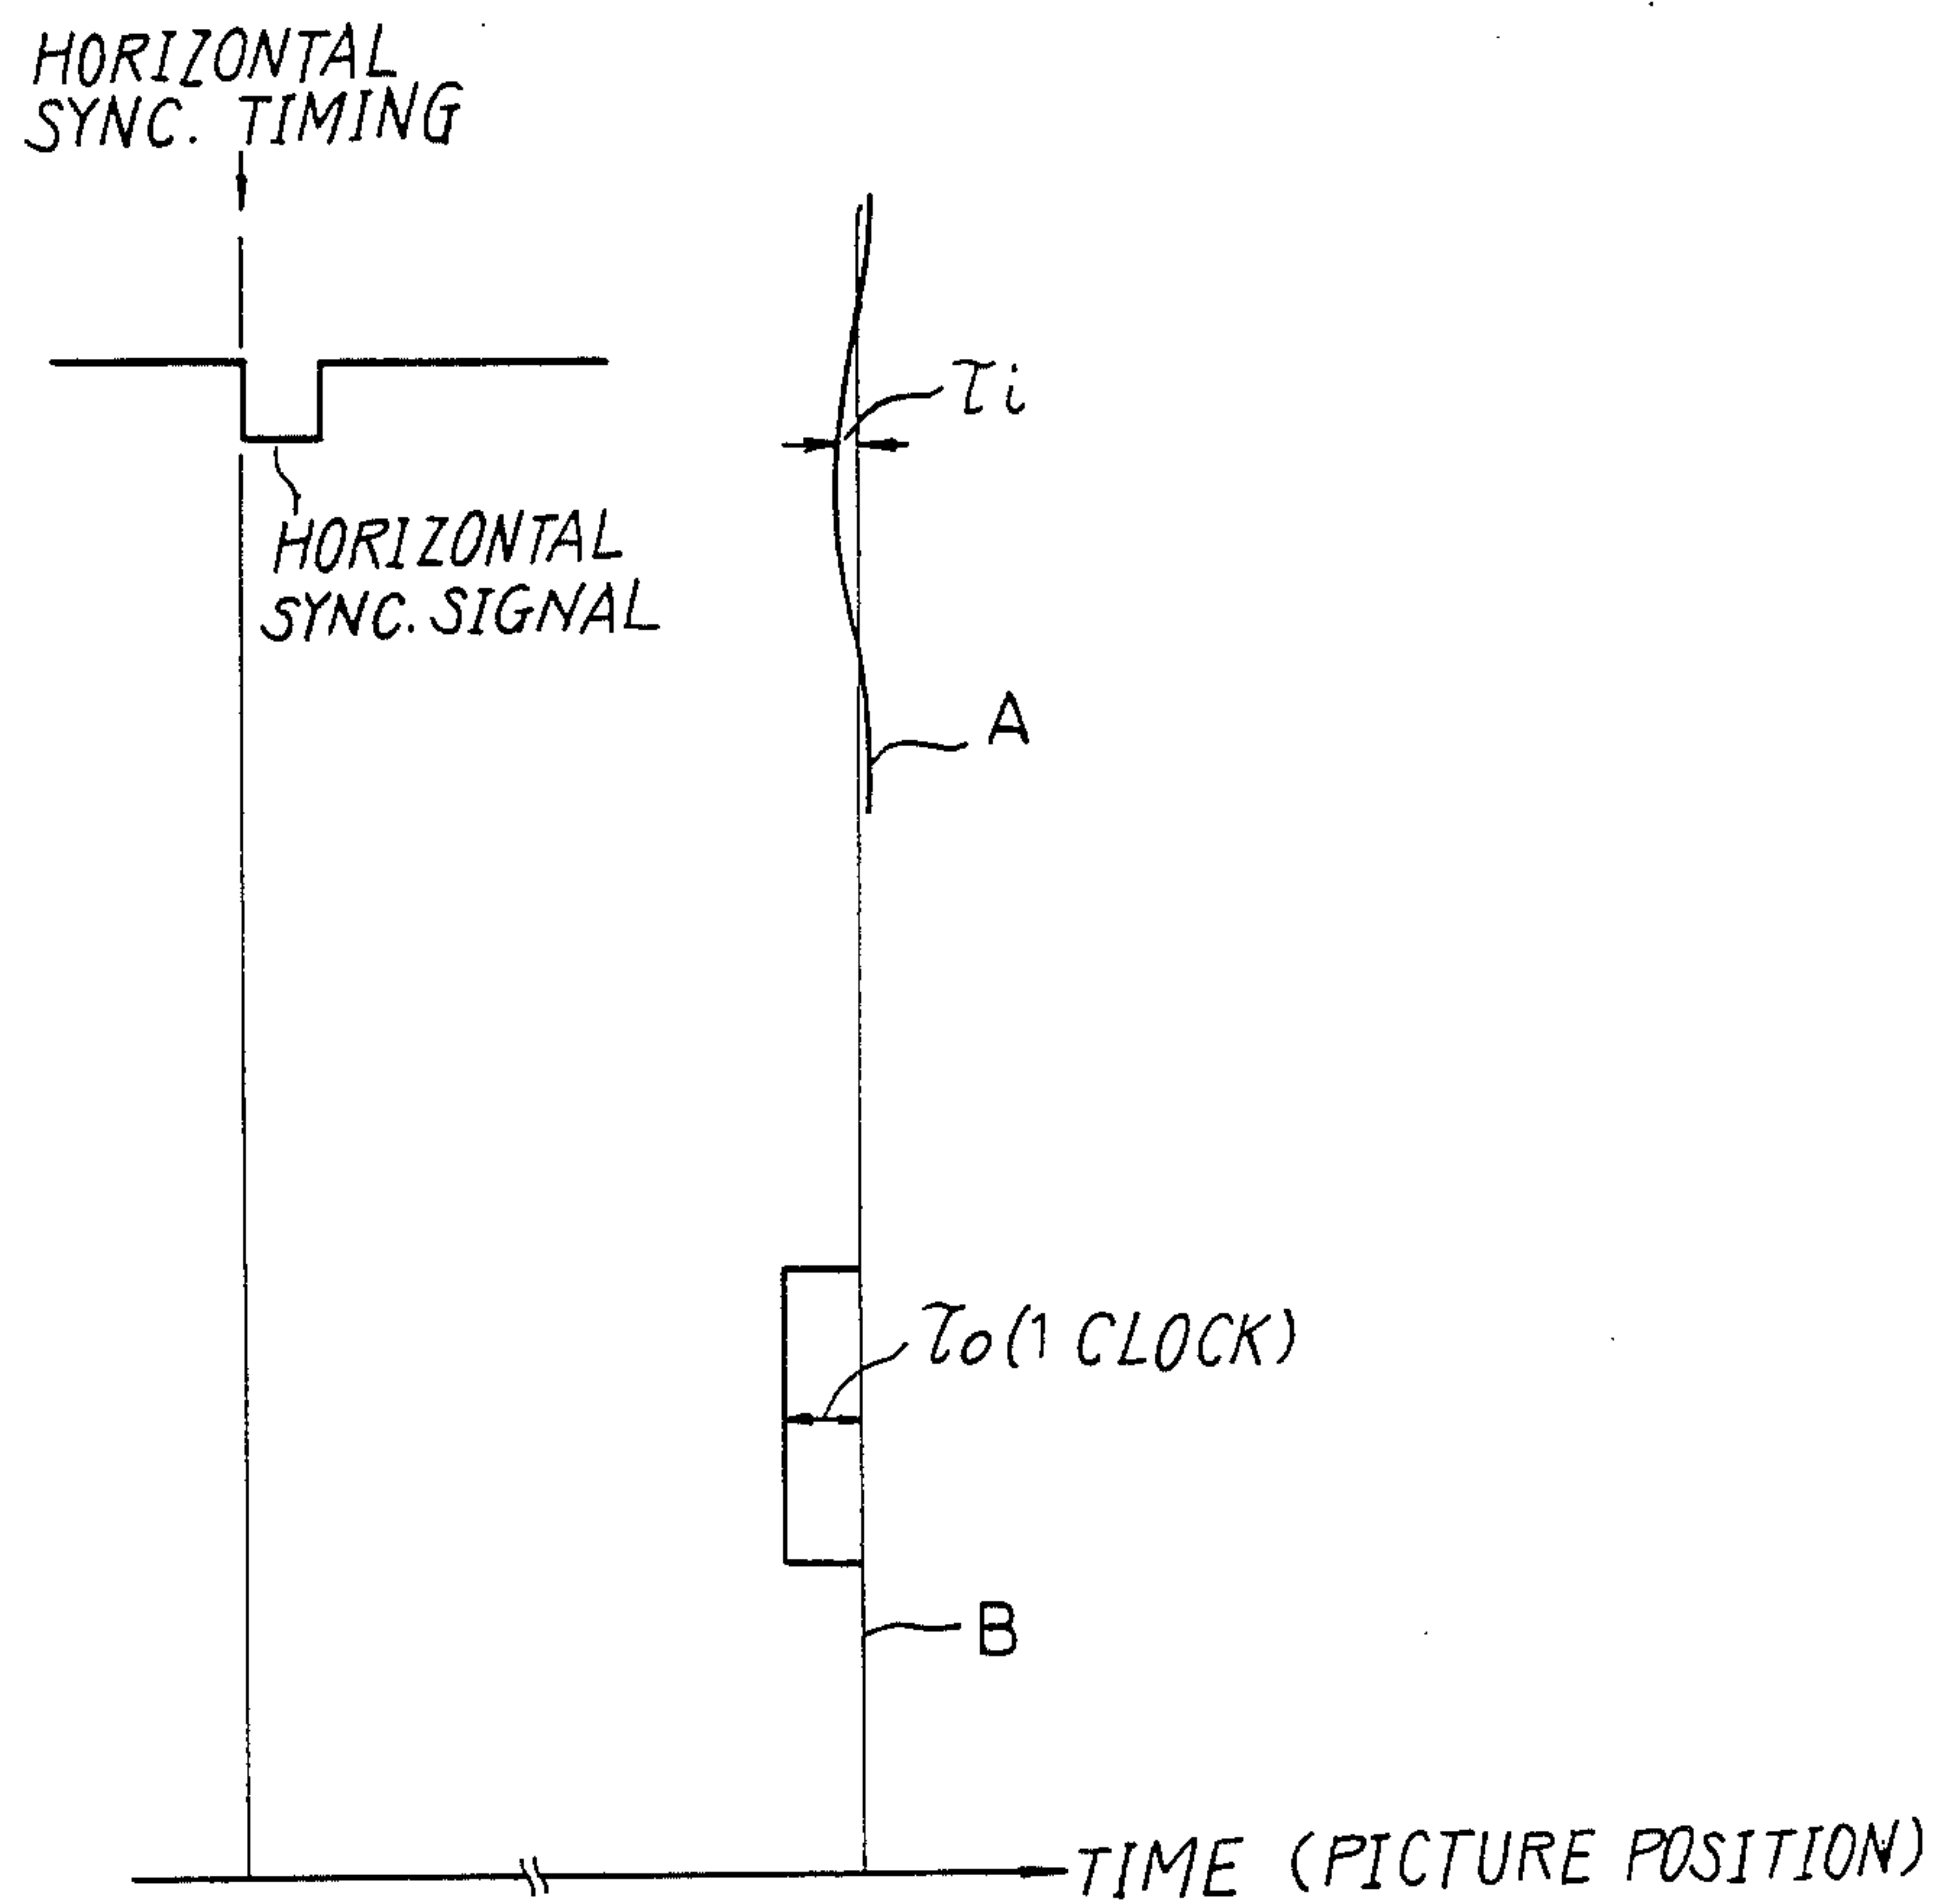 HORIZONTAL
SYNC. TIMING
τi
HORIZONTAL
SYNC. SIGNAL
A
τo (1 CLOCK)
B
TIME (PICTURE POSITION)